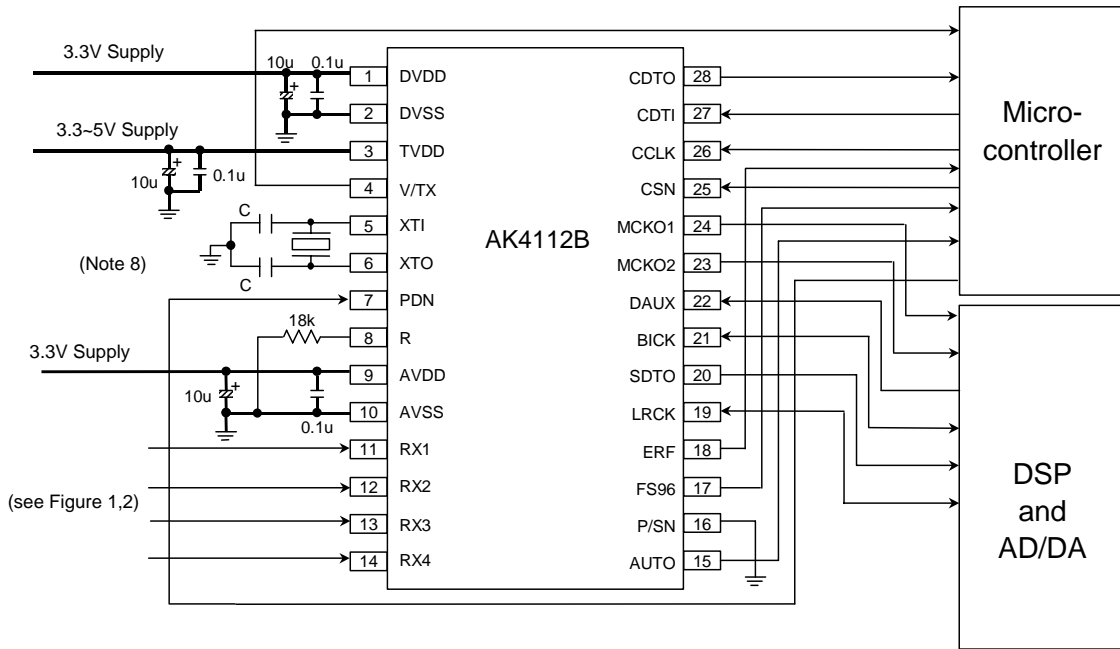 3.3V Supply
10u
+
0.1u
1
DVDD
2
DVSS
3.3~5V Supply
3
TVDD
10u
+
0.1u
4
V/TX
C
5
XTI
(Note 8)
6
XTO
C
7
PDN
18k
8
R
3.3V Supply
9
AVDD
10u
+
0.1u
10
AVSS
11
RX1
12
RX2
(see Figure 1,2)
13
RX3
14
RX4
AK4112B
CDTO
28
CDTI
27
CCLK
26
CSN
25
MCKO1
24
MCKO2
23
DAUX
22
BICK
21
SDTO
20
LRCK
19
ERF
18
FS96
17
P/SN
16
AUTO
15
Micro-
controller
DSP
and
AD/DA